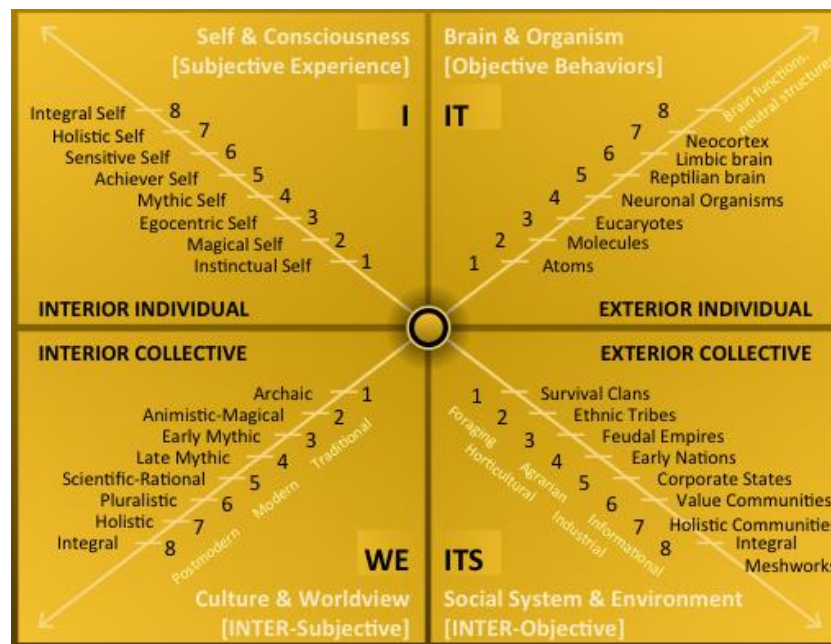 Self & Consciousness
[Subjective Experience]
I
Integral Self 8
Holistic Self 7
Sensitive Self 6
Achiever Self 5
Mythic Self 4
Egocentric Self 3
Magical Self 2
Instinctual Self 1
INTERIOR INDIVIDUAL
Brain & Organism
[Objective Behaviors]
IT
Brain functions,
neutral structures
8
7 Neocortex
6 Limbic brain
5 Reptilian brain
4 Neuronal Organisms
3 Eucaryotes
2 Molecules
1 Atoms
EXTERIOR INDIVIDUAL
INTERIOR COLLECTIVE
Archaic 1
Animistic-Magical 2
Early Mythic 3
Late Mythic 4
Scientific-Rational 5
Pluralistic 6
Holistic 7
Integral 8
Traditional
Modern
Postmodern
WE
Culture & Worldview
[INTER-Subjective]
EXTERIOR COLLECTIVE
1 Survival Clans
2 Ethnic Tribes
3 Feudal Empires
4 Early Nations
5 Corporate States
6 Value Communities
7 Holistic Communities
8 Integral
Meshworks
Foraging
Horticultural
Agrarian
Industrial
Informational
ITS
Social System & Environment
[INTER-Objective]